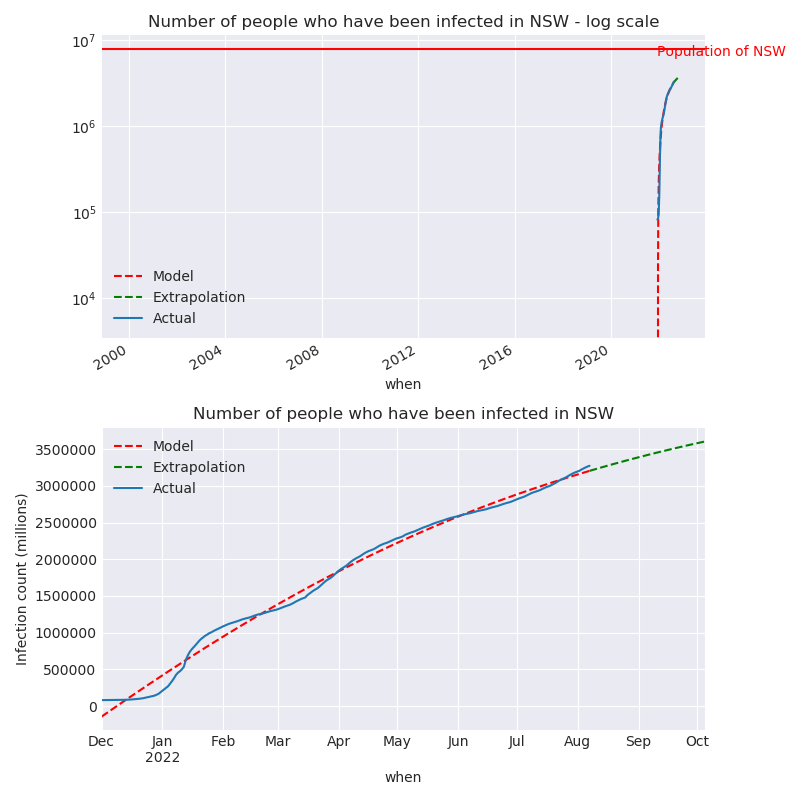 Number of people who have been infected in NSW - log scale
10^7
Population of NSW
10^6
10^5
10^4
Model
Extrapolation
Actual
2000 2004 2008 2012 2016 2020
when
Number of people who have been infected in NSW
Infection count (millions)
3500000
3000000
2500000
2000000
1500000
1000000
500000
0
Model
Extrapolation
Actual
Dec Jan Feb Mar Apr May Jun Jul Aug Sep Oct
2022
when